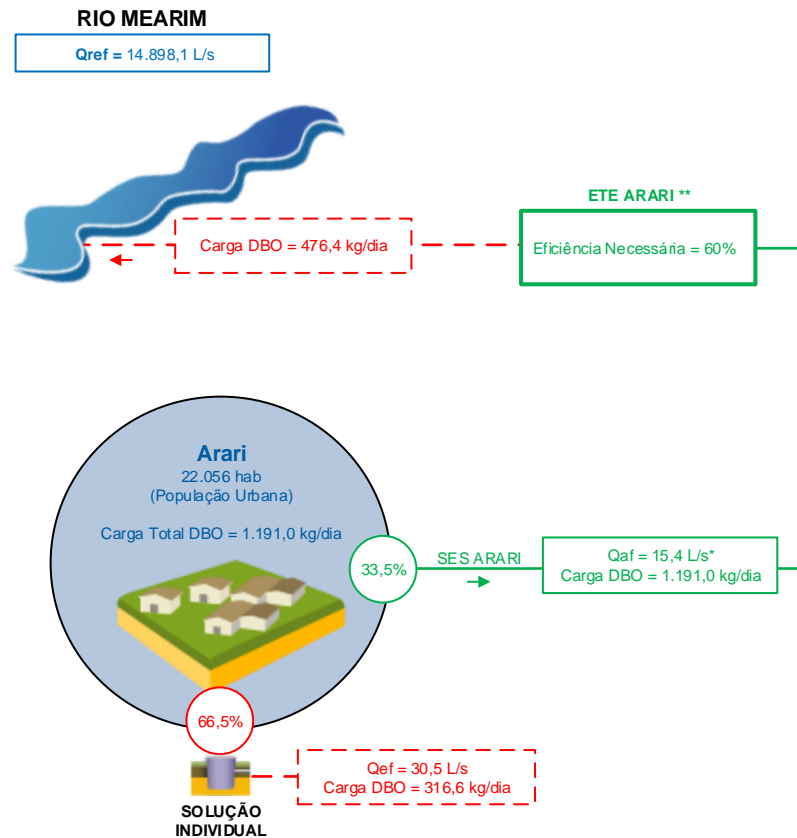 RIO MEARIM
Qref = 14.898,1 L/s
ETE ARARI **
Carga DBO = 476,4 kg/dia
Eficiência Necessária = 60%
Arari
22.056 hab
(População Urbana)
Carga Total DBO = 1.191,0 kg/dia
33,5%
SES ARARI
Qaf = 15,4 L/s*
Carga DBO = 1.191,0 kg/dia
66,5%
Qef = 30,5 L/s
Carga DBO = 316,6 kg/dia
SOLUÇÃO
INDIVIDUAL